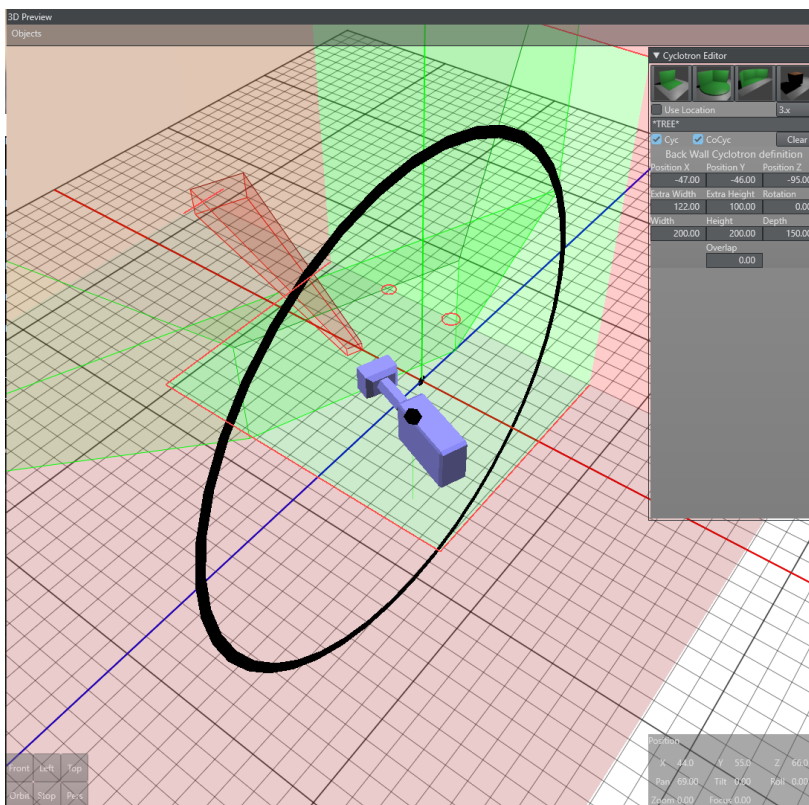 3D Preview
Objects
▼ Cyclotron Editor
Use Location 3.x
*TREE*
Cyc CoCyc Clear
Back Wall Cyclotron definition
Position X Position Y Position Z
-47.00 -46.00 -95.00
Extra Width Extra Height Rotation
122.00 100.00 0.00
Width Height Depth
200.00 200.00 150.00
Overlap
0.00
Position
X 44.0 Y 55.0 Z 66.0
Pan 69.00 Tilt 0.00 Roll 0.00
Zoom 0.00 Focus 0.00
Front Left Top
Orbit Stop Pers